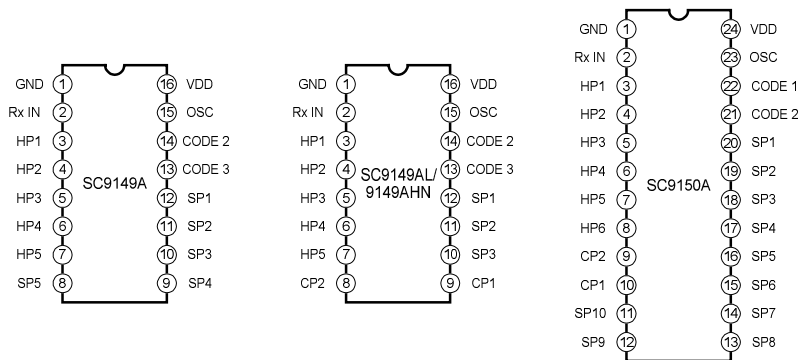 GND 1 16 VDD
Rx IN 2 15 OSC
HP1 3 14 CODE 2
HP2 4 13 CODE 3
SC9149A
HP3 5 12 SP1
HP4 6 11 SP2
HP5 7 10 SP3
SP5 8 9 SP4
GND 1 16 VDD
Rx IN 2 15 OSC
HP1 3 14 CODE 2
HP2 4 13 CODE 3
SC9149AL/
9149AHN
HP3 5 12 SP1
HP4 6 11 SP2
HP5 7 10 SP3
CP2 8 9 CP1
GND 1 24 VDD
Rx IN 2 23 OSC
HP1 3 22 CODE 1
HP2 4 21 CODE 2
HP3 5 20 SP1
HP4 6 19 SP2
SC9150A
HP5 7 18 SP3
HP6 8 17 SP4
CP2 9 16 SP5
CP1 10 15 SP6
SP10 11 14 SP7
SP9 12 13 SP8